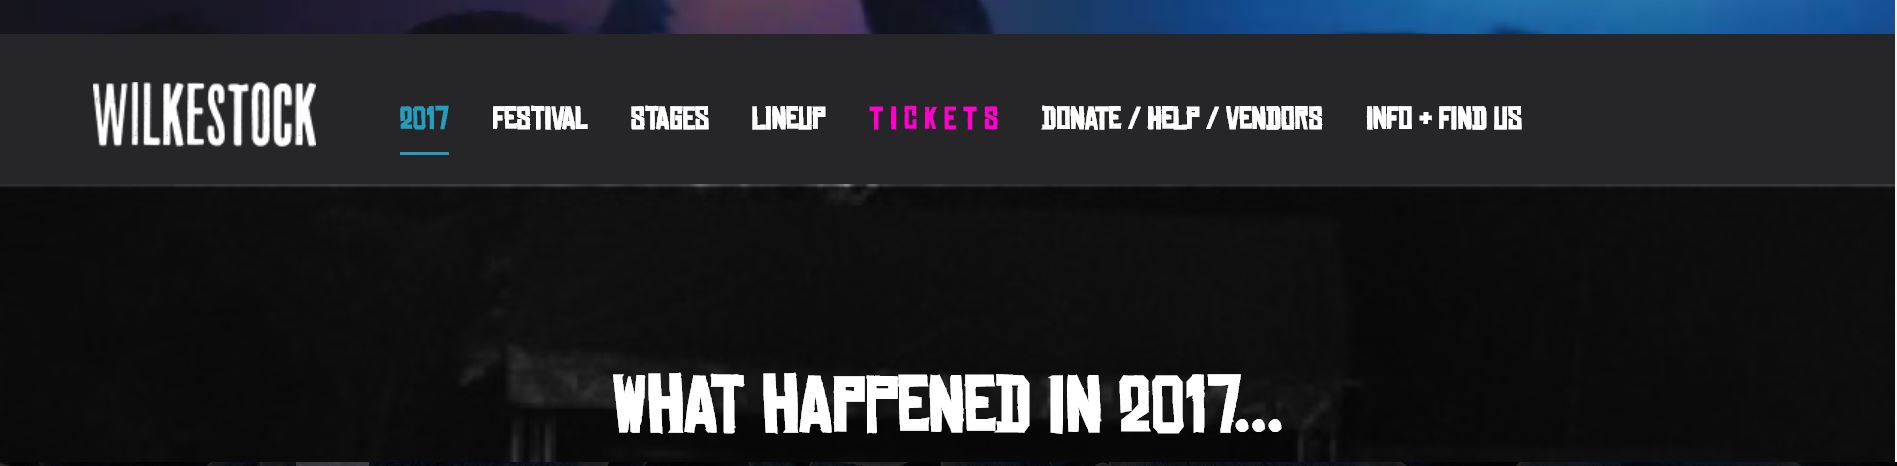 WILKESTOCK 2017 FESTIVAL STAGES LINEUP TICKETS DONATE / HELP / VENDORS INFO + FIND US
WHAT HAPPENED IN 2017...